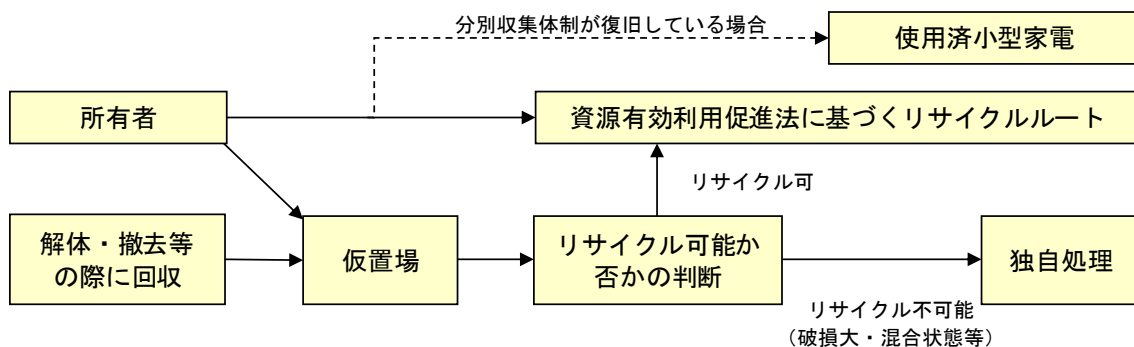 分別収集体制が復旧している場合
使用済小型家電
所有者
資源有効利用促進法に基づくリサイクルルート
リサイクル可
解体・撤去等
の際に回収
仮置場
リサイクル可能か
否かの判断
独自処理
リサイクル不可能
（破損大・混合状態等）